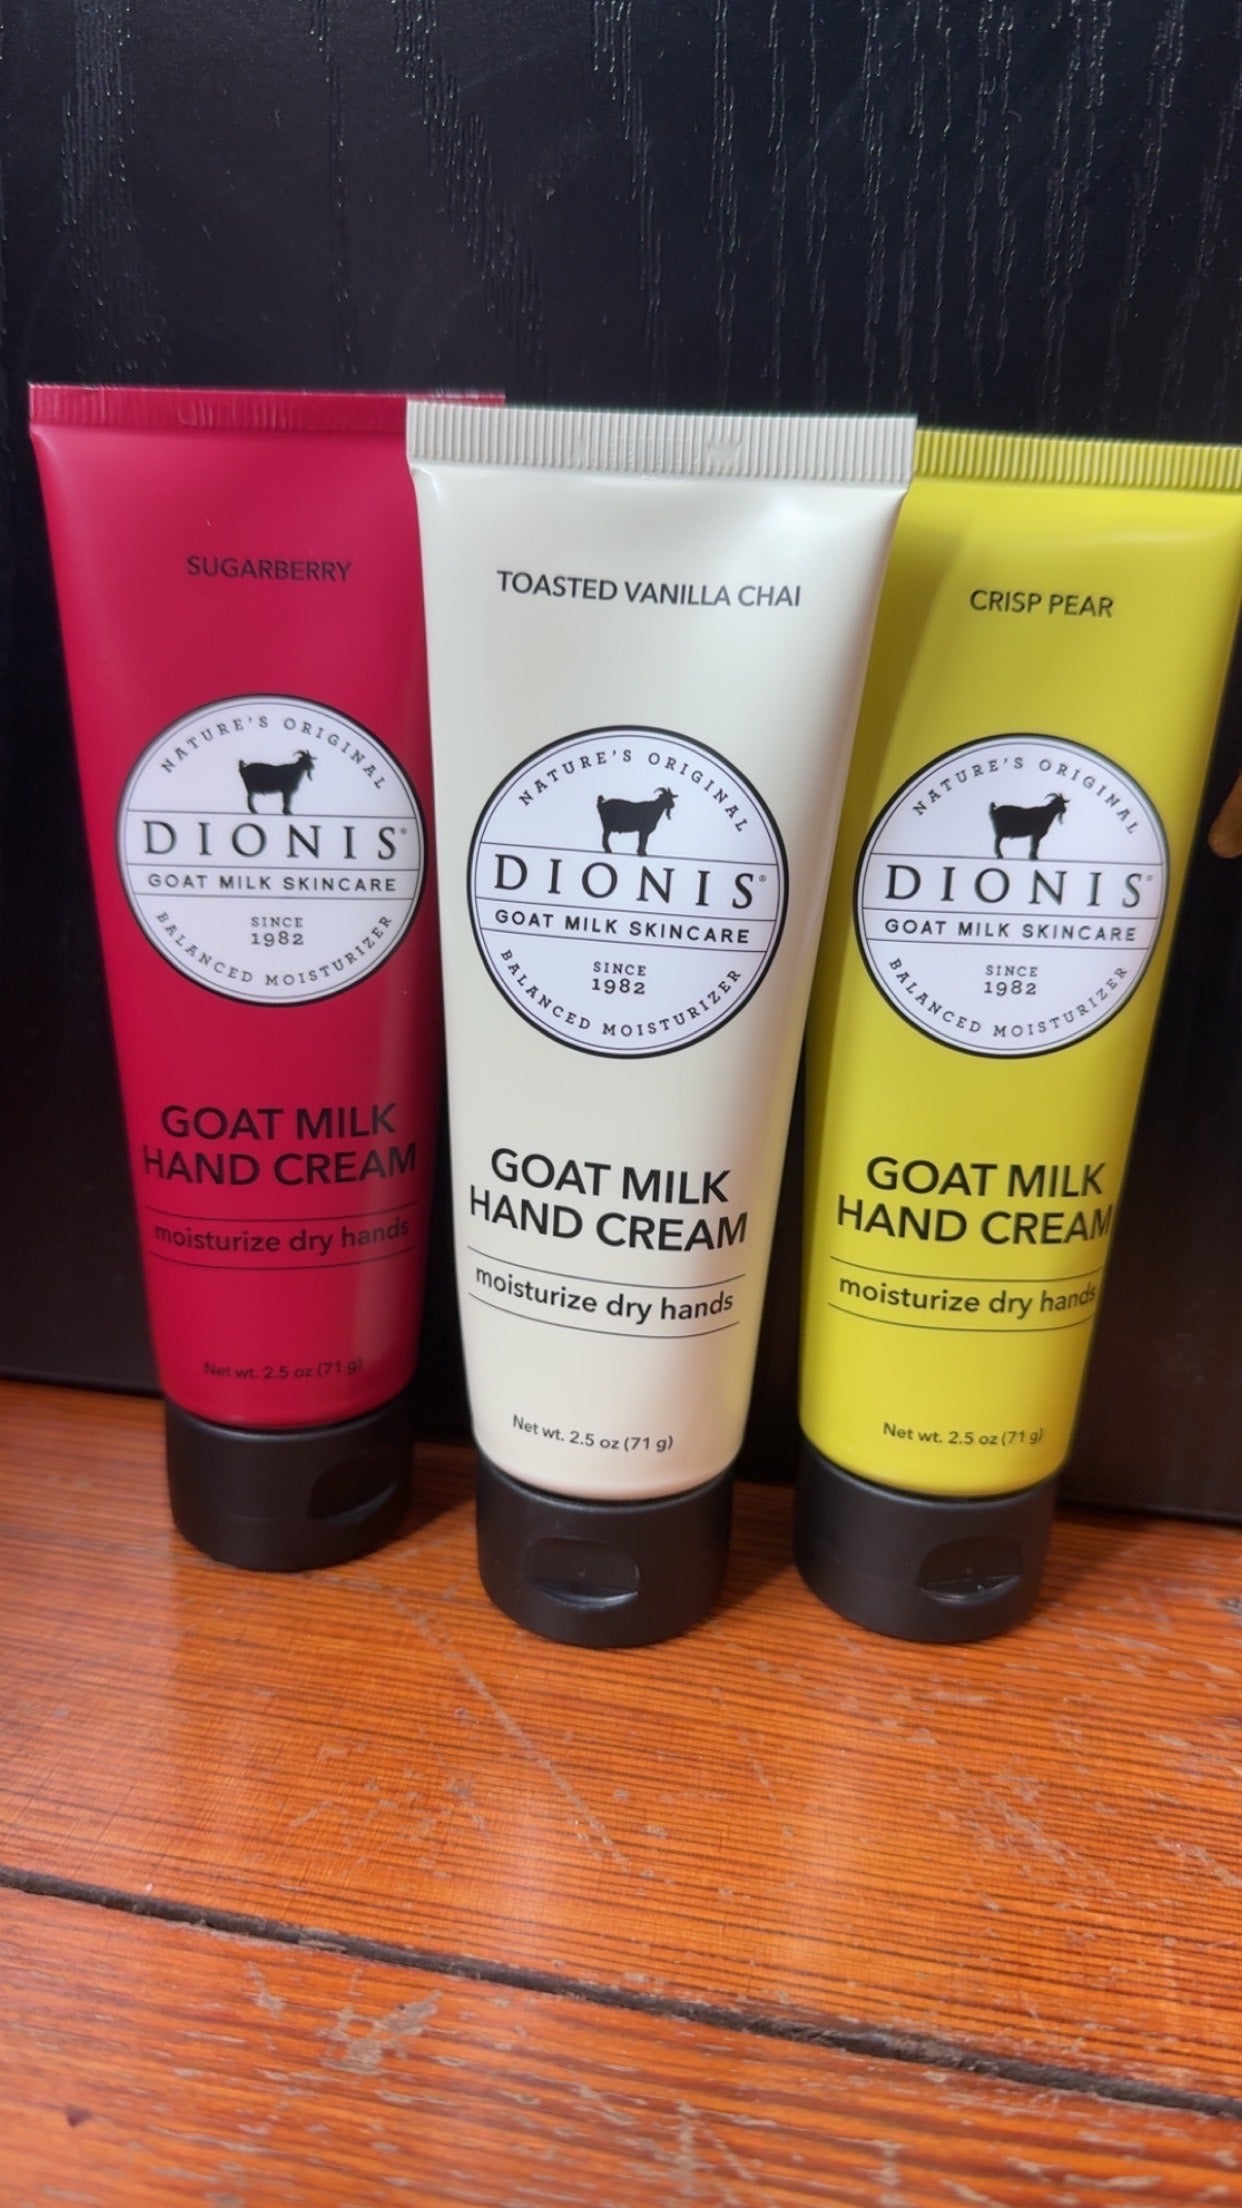 SUGARBERRY
NATURE'S ORIGINAL
DIONIS®
GOAT MILK SKINCARE
SINCE
1982
BALANCED MOISTURIZER
GOAT MILK
HAND CREAM
moisturize dry hands
Net wt. 2.5 oz (71 g)
TOASTED VANILLA CHAI
NATURE'S ORIGINAL
DIONIS®
GOAT MILK SKINCARE
SINCE
1982
BALANCED MOISTURIZER
GOAT MILK
HAND CREAM
moisturize dry hands
Net wt. 2.5 oz (71 g)
CRISP PEAR
NATURE'S ORIGINAL
DIONIS®
GOAT MILK SKINCARE
SINCE
1982
BALANCED MOISTURIZER
GOAT MILK
HAND CREAM
moisturize dry hands
Net wt. 2.5 oz (71 g)